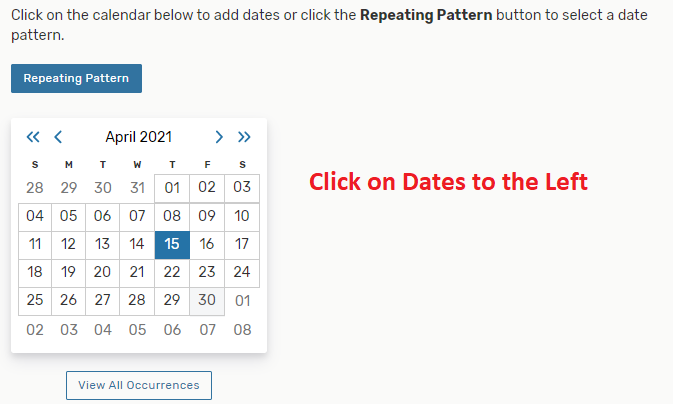 Click on the calendar below to add dates or click the Repeating Pattern button to select a date
pattern.
Repeating Pattern
April 2021
S M T W T F S
28 29 30 31 01 02 03
04 05 06 07 08 09 10
11 12 13 14 15 16 17
18 19 20 21 22 23 24
25 26 27 28 29 30 01
02 03 04 05 06 07 08
Click on Dates to the Left
View All Occurrences